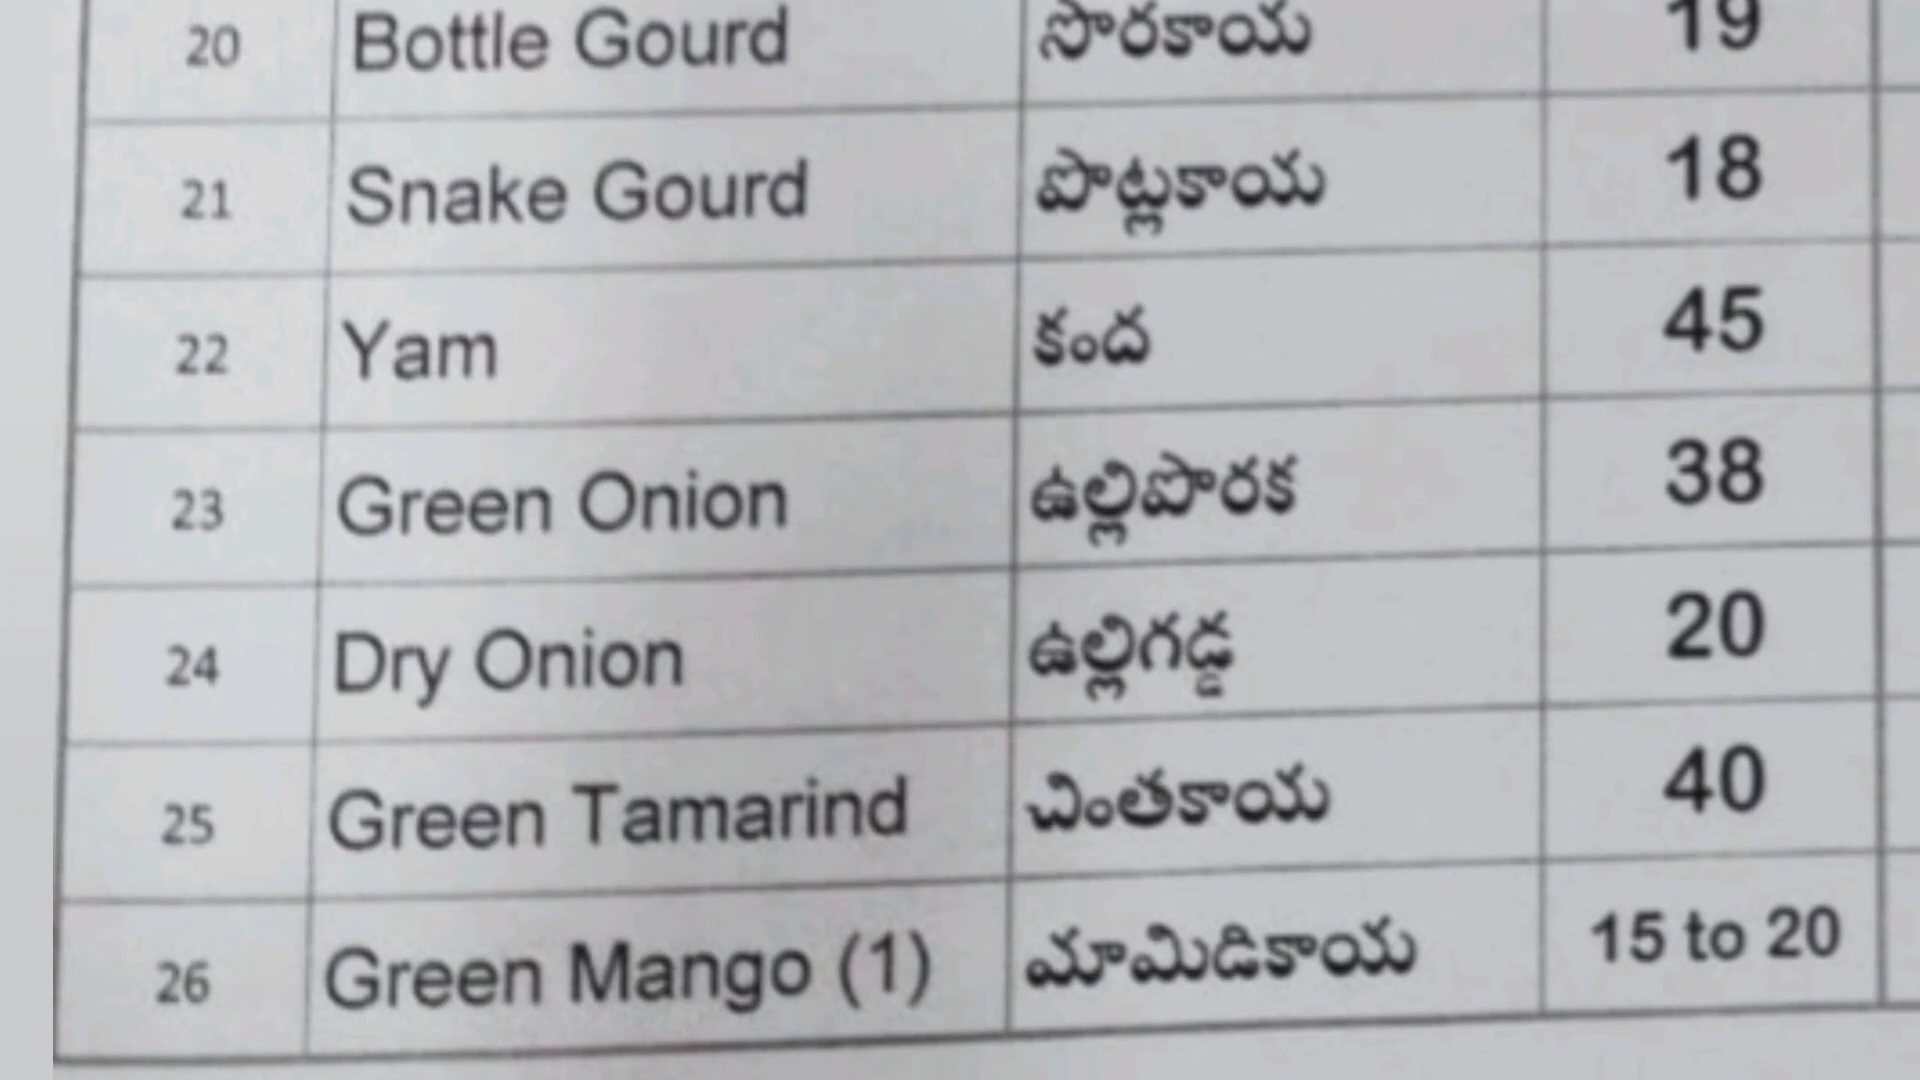 20 Bottle Gourd సొరకాయ 19
21 Snake Gourd పొట్లకాయ 18
22 Yam కంద 45
23 Green Onion ఉల్లిపొరక 38
24 Dry Onion ఉల్లిగడ్డ 20
25 Green Tamarind చింతకాయ 40
26 Green Mango (1) మామిడికాయ 15 to 20